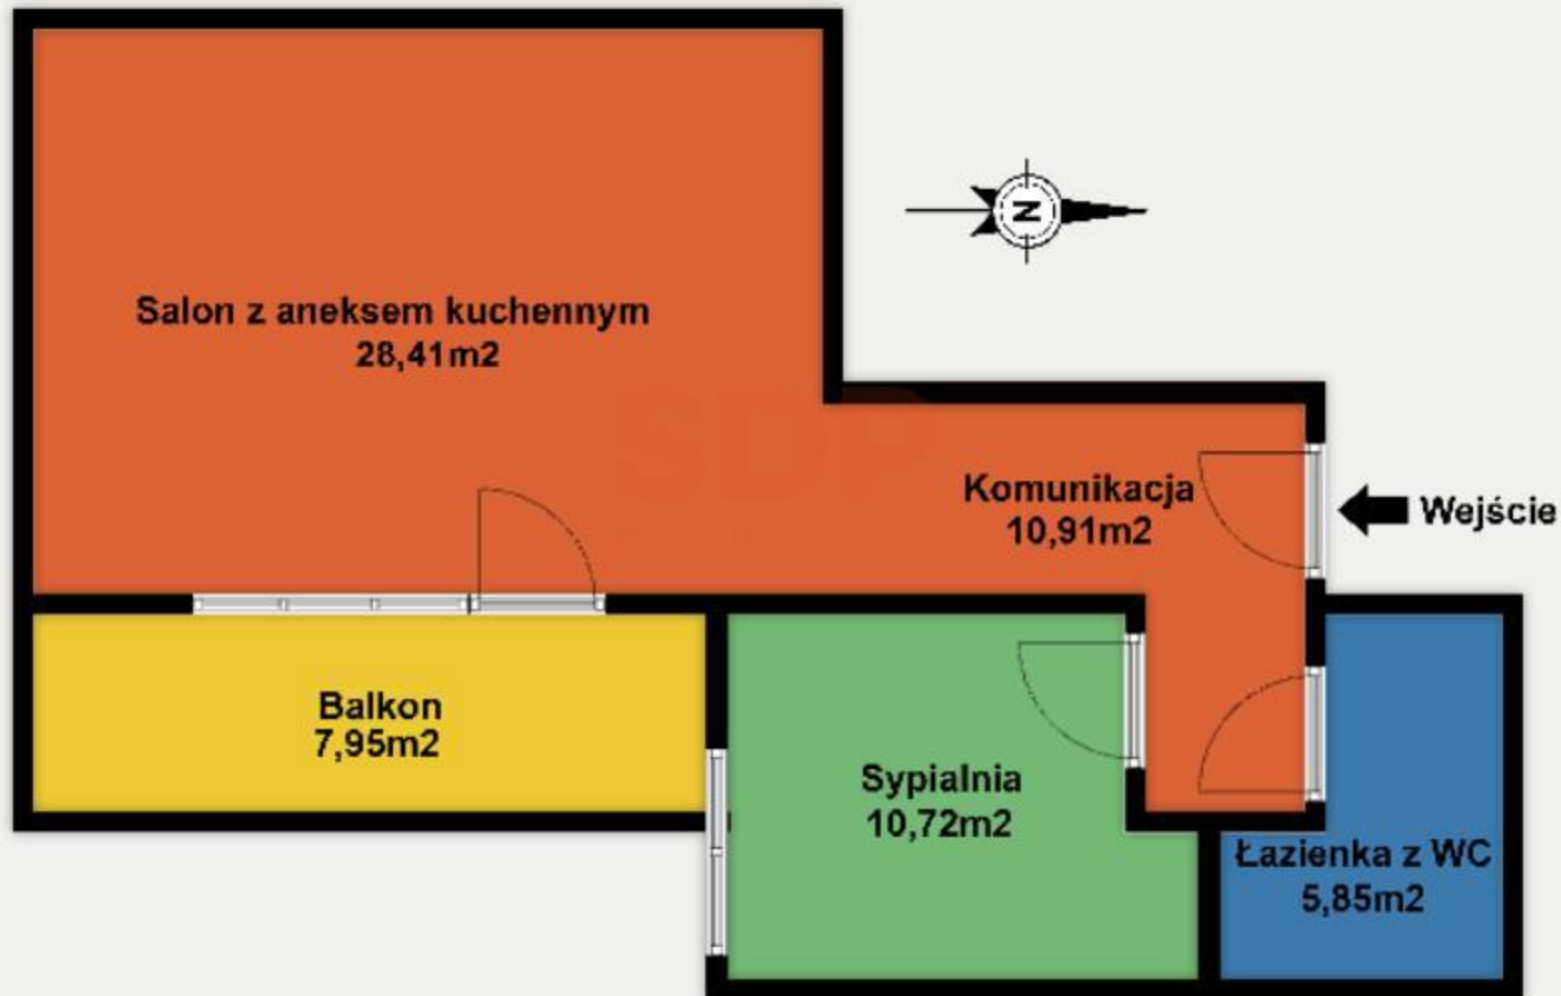 N
Salon z aneksem kuchennym
28,41m2
SDP
Komunikacja
10,91m2
Wejście
Balkon
7,95m2
Sypialnia
10,72m2
Łazienka z WC
5,85m2